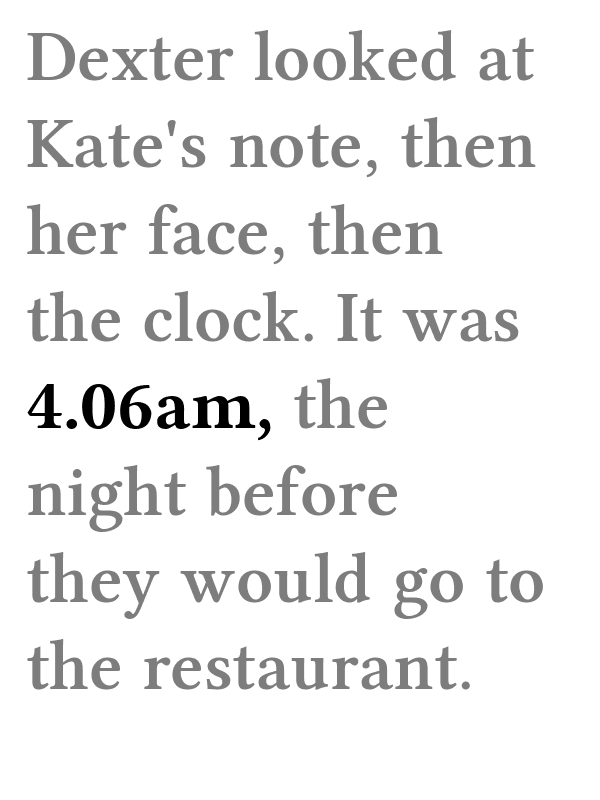 Dexter looked at
Kate's note, then
her face, then
the clock. It was
4.06am, the
night before
they would go to
the restaurant.